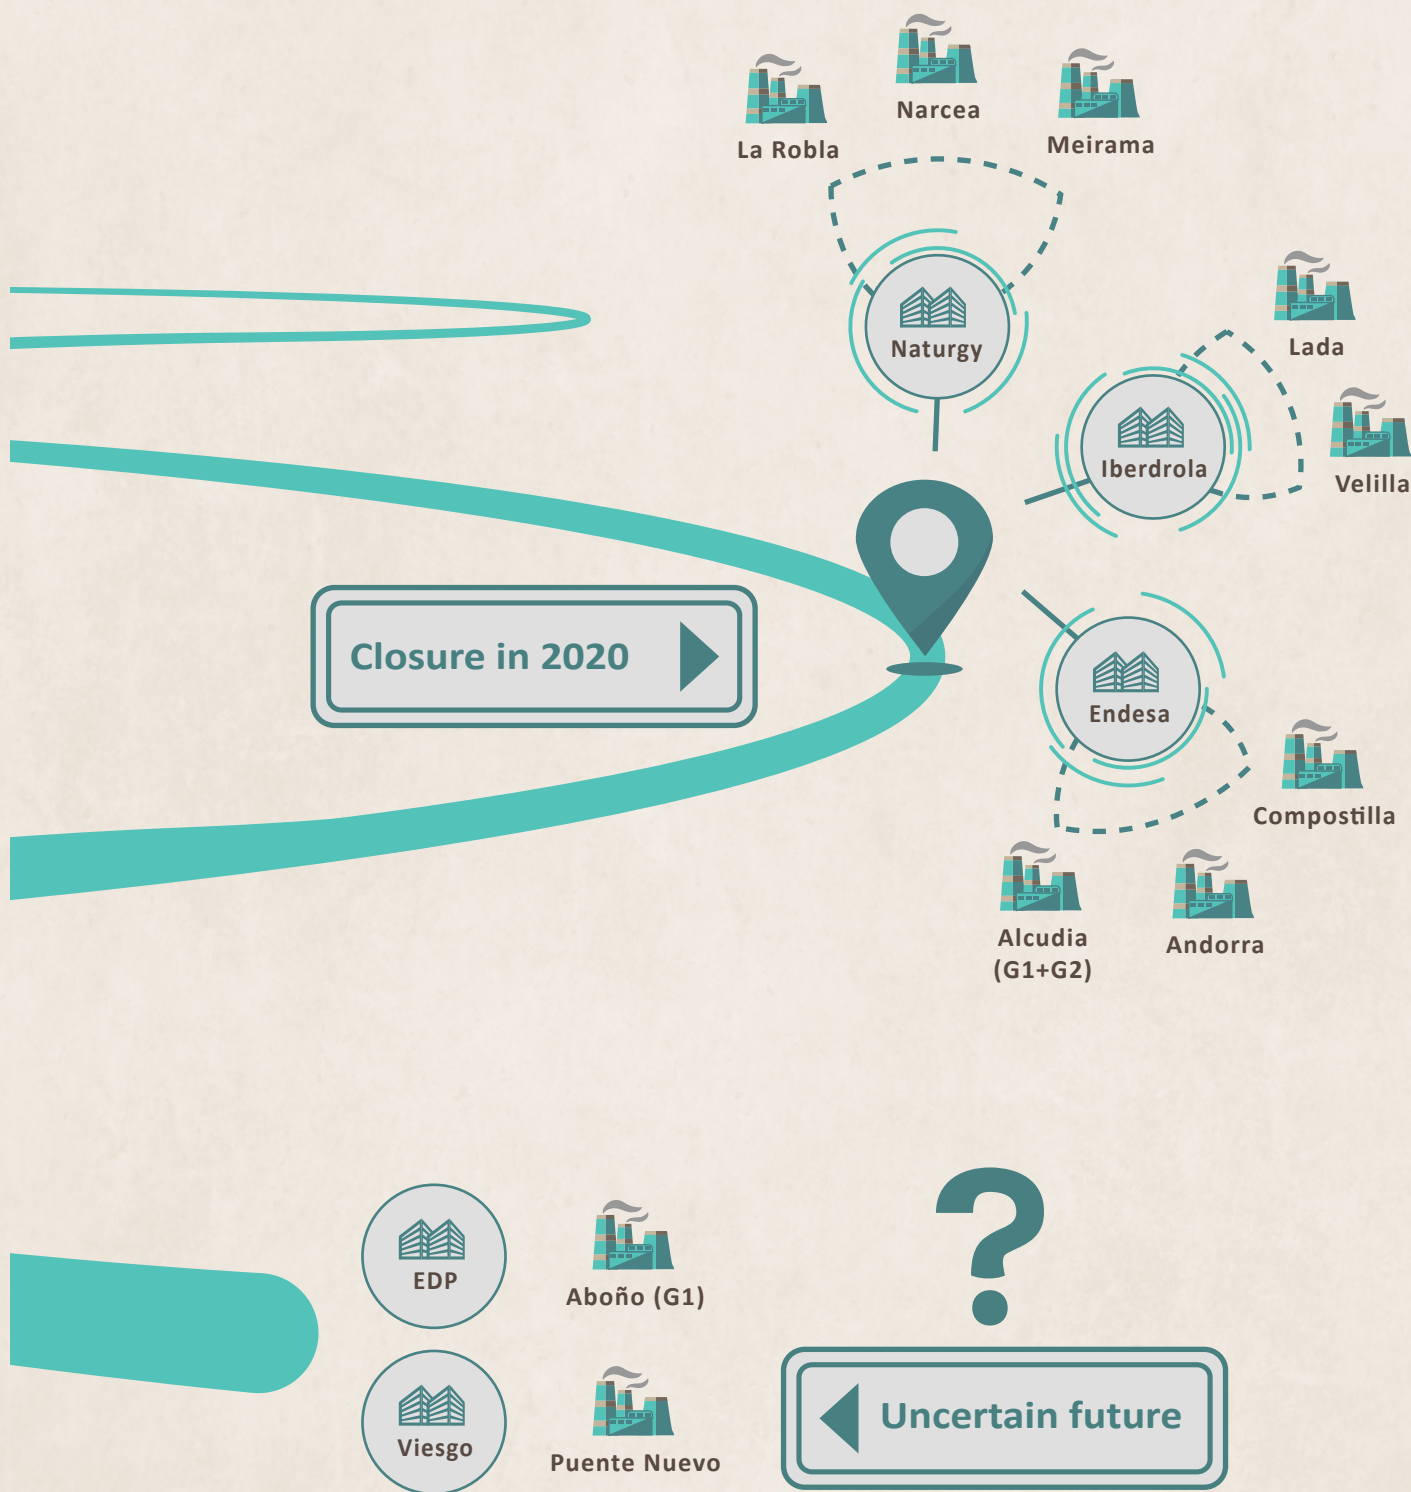 Narcea
La Robla
Meirama
Naturgy
Lada
Iberdrola
Velilla
Closure in 2020
Endesa
Compostilla
Alcudia
(G1+G2)
Andorra
EDP
Aboño (G1)
Viesgo
Puente Nuevo
?
Uncertain future